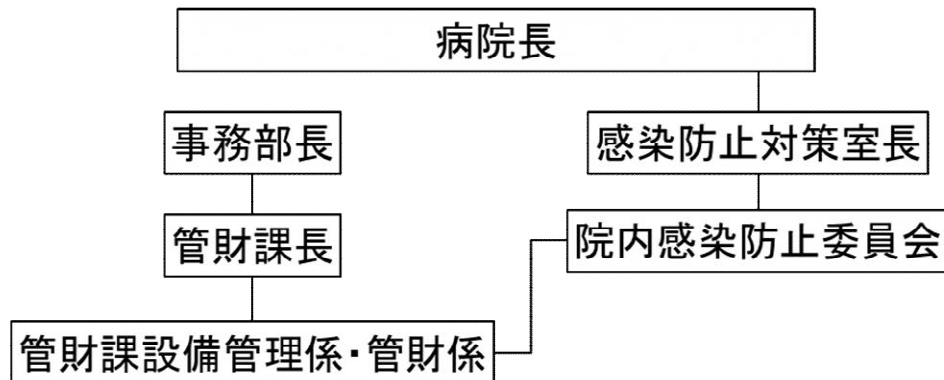 病院長
事務部長
感染防止対策室長
管財課長
院内感染防止委員会
管財課設備管理係・管財係